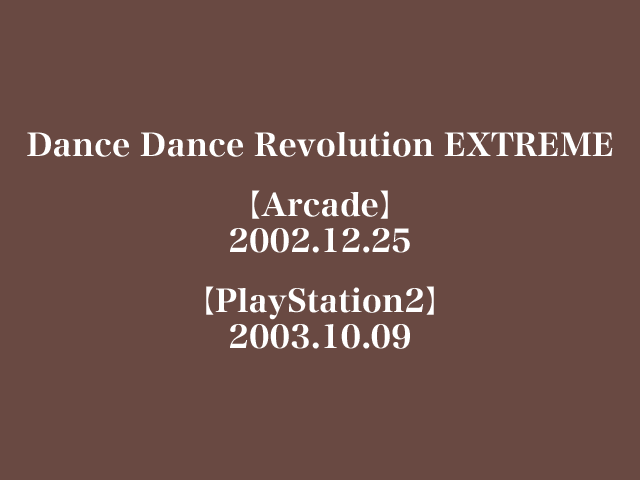 Dance Dance Revolution EXTREME
【Arcade】
2002.12.25
【PlayStation2】
2003.10.09